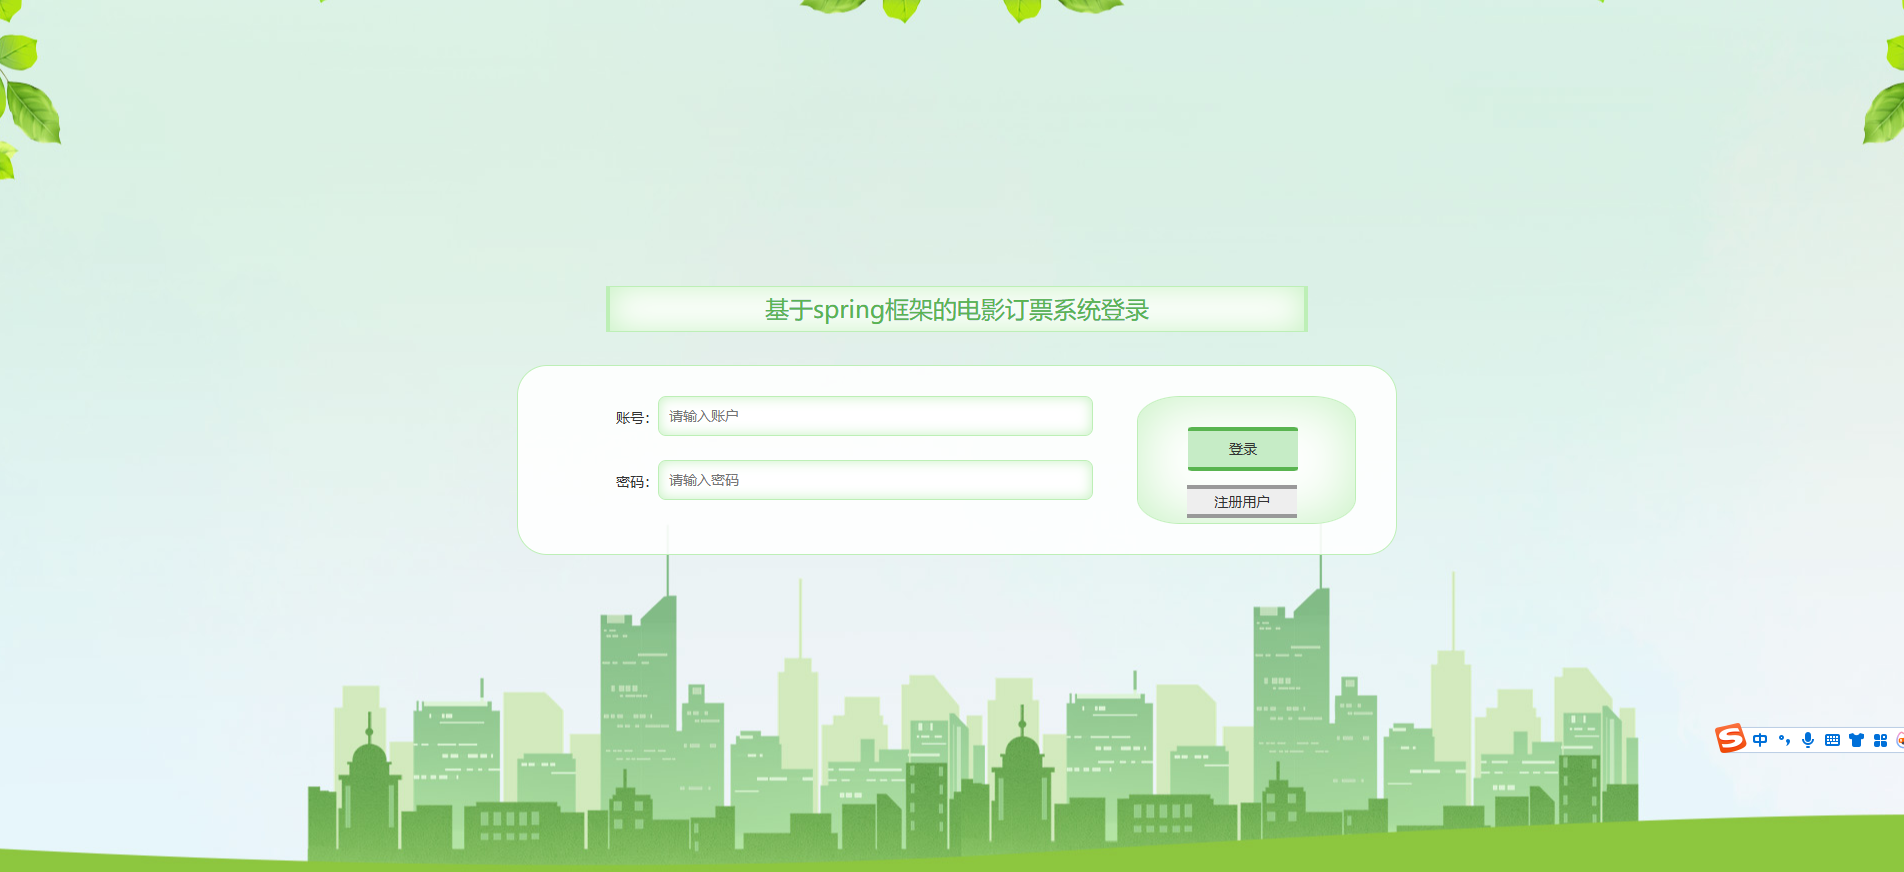 基于spring框架的电影订票系统登录
账号：
请输入账户
密码：
请输入密码
登录
注册用户
S
中